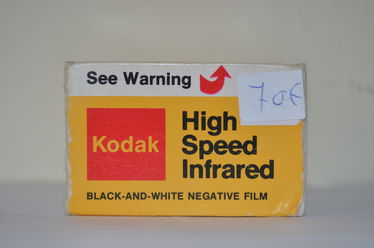 See Warning
70€
Kodak
High
Speed
Infrared
BLACK-AND-WHITE NEGATIVE FILM